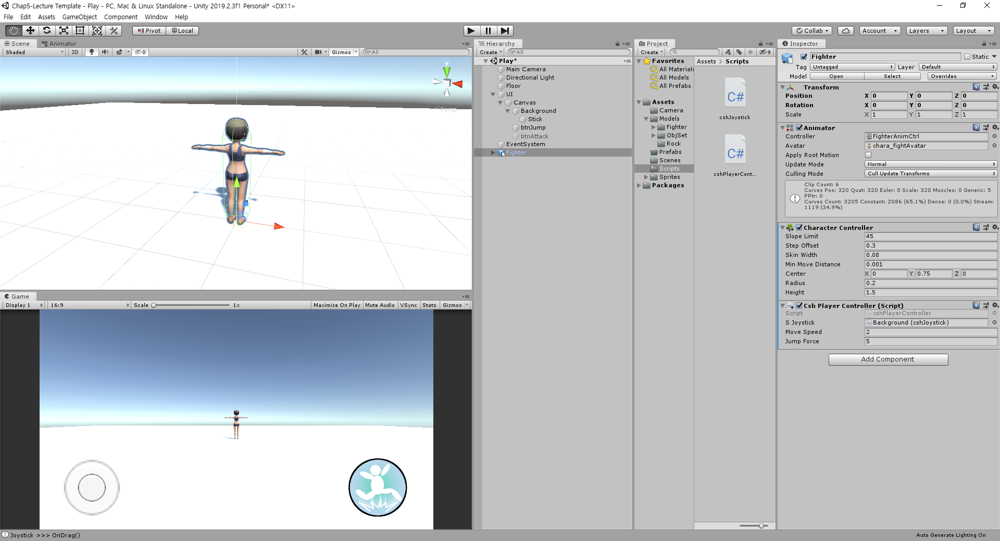 Chap5-Lecture Template - Play - PC, Mac & Linux Standalone - Unity 2019.2.3f1 Personal* <DX11>
File Edit Assets GameObject Component Window Help
Pivot Local Collab Account Layers Layout
Scene Animator
Shaded 2D 0 Gizmos All
y
Persp
Game
Display 1 16:9 Scale 1x Maximize On Play Mute Audio VSync Stats Gizmos
Hierarchy
Create All
Play*
Main Camera
Directional Light
Floor
UI
Canvas
Background
Stick
btnJump
btnAttack
EventSystem
Fighter
Project
Create 9
Favorites
All Materials
All Models
All Prefabs
Assets
Camera
Models
Fighter
ObjSet
Rock
Prefabs
Scenes
Scripts
Sprites
Packages
Assets > Scripts
C#
cshJoystick
C#
cshPlayerCont...
Inspector
Fighter Static
Tag Untagged Layer Default
Model Open Select Overrides
Transform
Position X 0 Y 0 Z 0
Rotation X 0 Y 0 Z 0
Scale X 1 Y 1 Z 1
Animator
Controller FighterAnimCtrl
Avatar chara_fightAvatar
Apply Root Motion
Update Mode Normal
Culling Mode Cull Update Transforms
Clip Count: 6
Curves Pos: 320 Quat: 320 Euler: 0 Scale: 320 Muscles: 0 Generic: 5
PPtr: 0
Curves Count: 3205 Constant: 2086 (65.1%) Dense: 0 (0.0%) Stream:
1119 (34.9%)
Character Controller
Slope Limit 45
Step Offset 0.3
Skin Width 0.08
Min Move Distance 0.001
Center X 0 Y 0.75 Z 0
Radius 0.2
Height 1.5
Csh Player Controller (Script)
Script cshPlayerController
S Joystick Background (cshJoystick)
Move Speed 2
Jump Force 5
Add Component
Joystick >>> OnDrag()
Auto Generate Lighting On